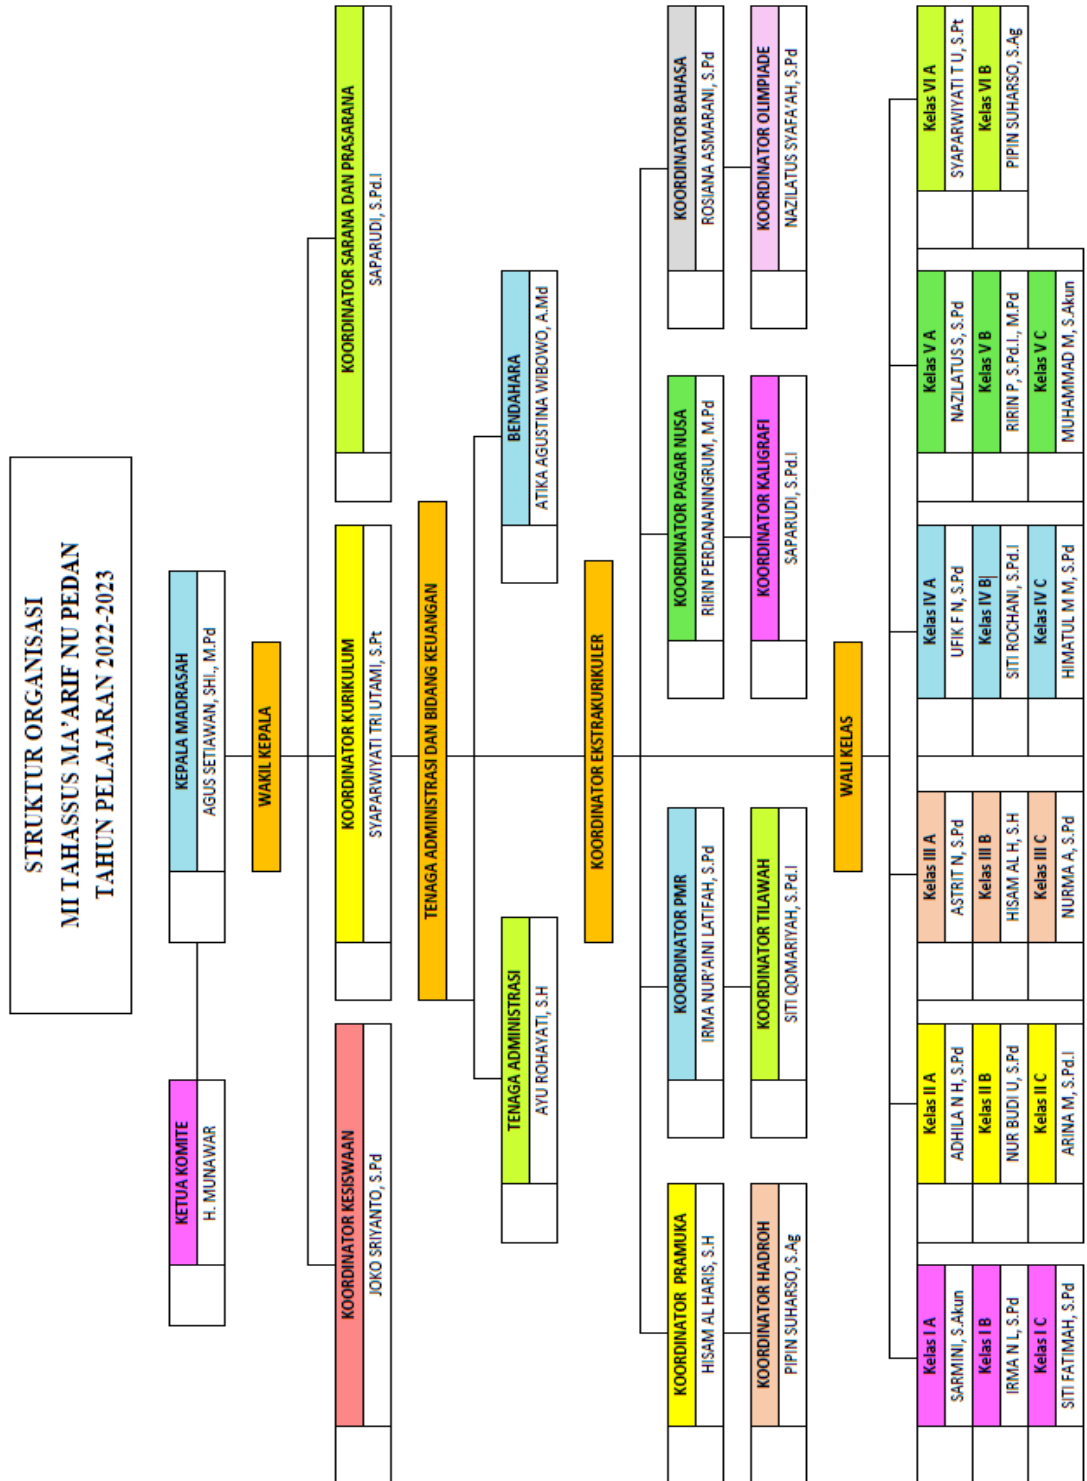 STRUKTUR ORGANISASI
MI TAHASSUS MA'ARIF NU PEDAN
TAHUN PELAJARAN 2022-2023
KETUA KOMITE
H. MUNAWAR
KEPALA MADRASAH
AGUS SETIAWAN, SHI., M.Pd
WAKIL KEPALA
KOORDINATOR KESISWAAN
JOKO SRIYANTO, S.Pd
KOORDINATOR KURIKULUM
SYAPARWIYATI TRI UTAMI, S.Pt
KOORDINATOR SARANA DAN PRASARANA
SAPARUDI, S.Pd.I
TENAGA ADMINISTRASI DAN BIDANG KEUANGAN
TENAGA ADMINISTRASI
AYU ROHAYATI, S.H
BENDAHARA
ATIKA AGUSTINA WIBOWO, A.Md
KOORDINATOR EKSTRAKURIKULER
KOORDINATOR PRAMUKA
HISAM AL HARIS, S.H
KOORDINATOR PMR
IRMA NUR'AINI LATIFAH, S.Pd
KOORDINATOR PAGAR NUSA
RIRIN PERDANANINGRUM, M.Pd
KOORDINATOR BAHASA
ROSIANA ASMARANI, S.Pd
KOORDINATOR HADROH
PIPIN SUHARSO, S.Ag
KOORDINATOR TILAWAH
SITI QOMARIYAH, S.Pd.I
KOORDINATOR KALIGRAFI
SAPARUDI, S.Pd.I
KOORDINATOR OLIMPIADE
NAZILATUS SYAFA'AH, S.Pd
WALI KELAS
Kelas I A
SARMINI, S.Akun
Kelas I B
IRMA N L, S.Pd
Kelas I C
SITI FATIMAH, S.Pd
Kelas II A
ADHILA N H, S.Pd
Kelas II B
NUR BUDI U, S.Pd
Kelas II C
ARINA M, S.Pd.I
Kelas III A
ASTRIT N, S.Pd
Kelas III B
HISAM AL H, S.H
Kelas III C
NURMA A, S.Pd
Kelas IV A
UFIK F N, S.Pd
Kelas IV B
SITI ROCHANI, S.Pd.I
Kelas IV C
HIMATUL M M, S.Pd
Kelas V A
NAZILATUS S, S.Pd
Kelas V B
RIRIN P, S.Pd.I., M.Pd
Kelas V C
MUHAMMAD M, S.Akun
Kelas VI A
SYAPARWIYATI T U, S.Pt
Kelas VI B
PIPIN SUHARSO, S.Ag